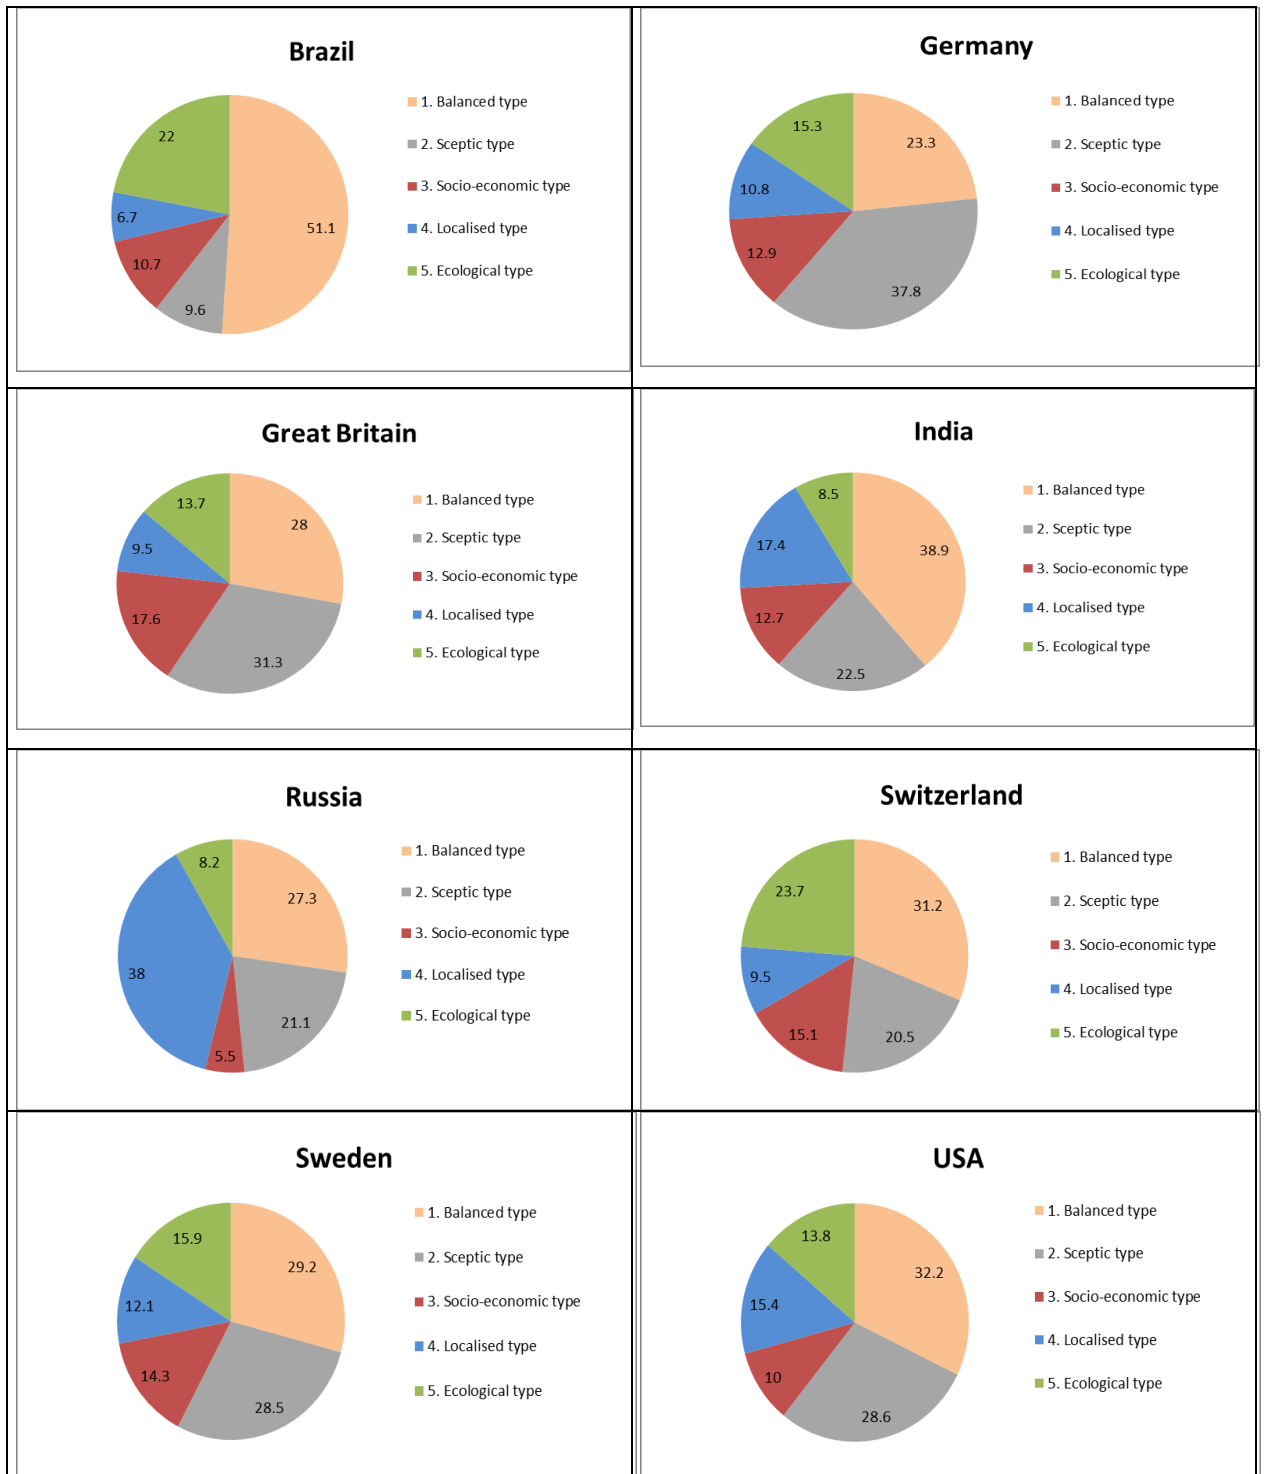 Brazil
1. Balanced type
2. Sceptic type
3. Socio-economic type
4. Localised type
5. Ecological type
22
6.7
10.7
9.6
51.1
Germany
1. Balanced type
2. Sceptic type
3. Socio-economic type
4. Localised type
5. Ecological type
15.3
23.3
10.8
12.9
37.8
Great Britain
1. Balanced type
2. Sceptic type
3. Socio-economic type
4. Localised type
5. Ecological type
13.7
28
9.5
17.6
31.3
India
1. Balanced type
2. Sceptic type
3. Socio-economic type
4. Localised type
5. Ecological type
8.5
17.4
38.9
12.7
22.5
Russia
1. Balanced type
2. Sceptic type
3. Socio-economic type
4. Localised type
5. Ecological type
8.2
27.3
38
21.1
5.5
Switzerland
1. Balanced type
2. Sceptic type
3. Socio-economic type
4. Localised type
5. Ecological type
23.7
31.2
9.5
15.1
20.5
Sweden
1. Balanced type
2. Sceptic type
3. Socio-economic type
4. Localised type
5. Ecological type
15.9
29.2
12.1
14.3
28.5
USA
1. Balanced type
2. Sceptic type
3. Socio-economic type
4. Localised type
5. Ecological type
13.8
32.2
15.4
10
28.6